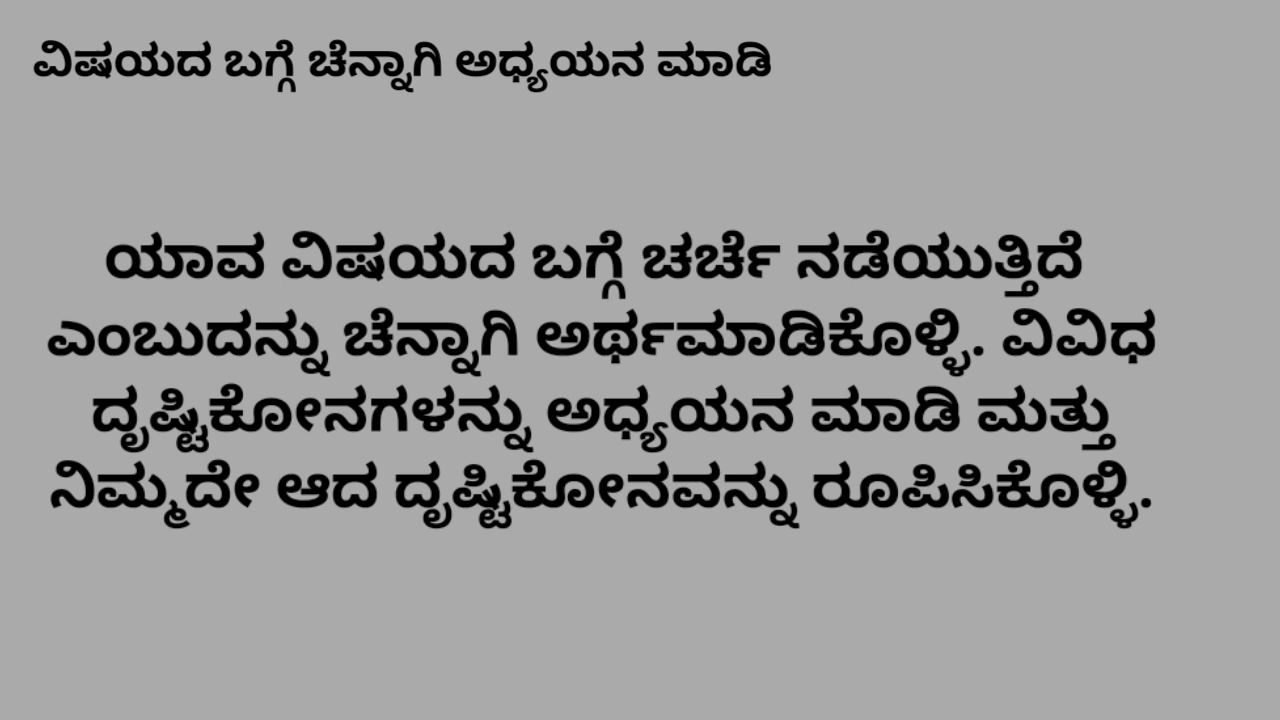 ವಿಷಯದ ಬಗ್ಗೆ ಚೆನ್ನಾಗಿ ಅಧ್ಯಯನ ಮಾಡಿ
ಯಾವ ವಿಷಯದ ಬಗ್ಗೆ ಚರ್ಚೆ ನಡೆಯುತ್ತಿದೆ
ಎಂಬುದನ್ನು ಚೆನ್ನಾಗಿ ಅರ್ಥಮಾಡಿಕೊಳ್ಳಿ. ವಿವಿಧ
ದೃಷ್ಟಿಕೋನಗಳನ್ನು ಅಧ್ಯಯನ ಮಾಡಿ ಮತ್ತು
ನಿಮ್ಮದೇ ಆದ ದೃಷ್ಟಿಕೋನವನ್ನು ರೂಪಿಸಿಕೊಳ್ಳಿ.